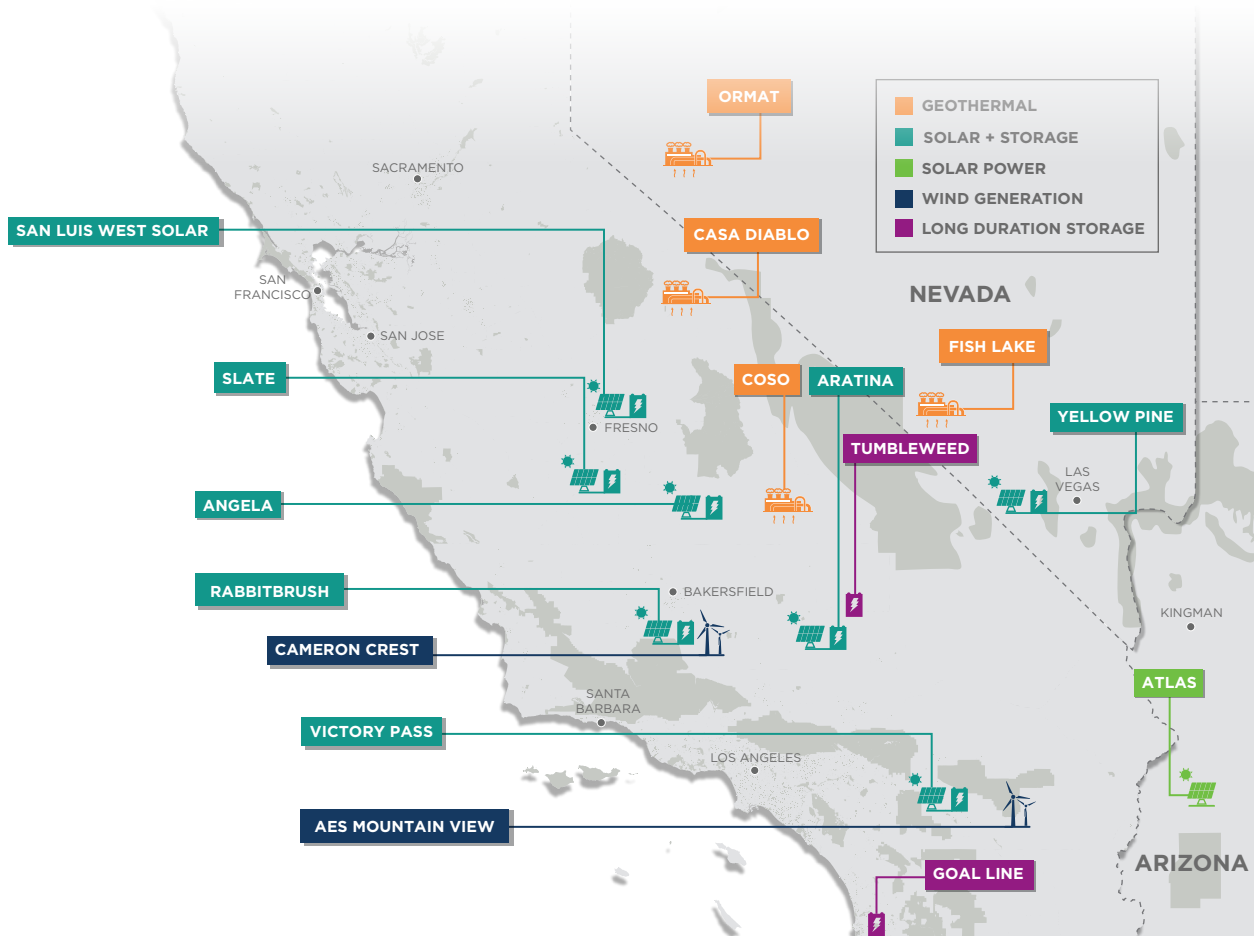 ORMAT
GEOTHERMAL
SOLAR + STORAGE
SOLAR POWER
WIND GENERATION
LONG DURATION STORAGE
SACRAMENTO
SAN LUIS WEST SOLAR
CASA DIABLO
SAN
FRANCISCO
NEVADA
SAN JOSE
FISH LAKE
SLATE
COSO
ARATINA
YELLOW PINE
FRESNO
TUMBLEWEED
LAS
VEGAS
ANGELA
RABBITBRUSH
BAKERSFIELD
KINGMAN
CAMERON CREST
ATLAS
SANTA
BARBARA
VICTORY PASS
LOS ANGELES
AES MOUNTAIN VIEW
ARIZONA
GOAL LINE